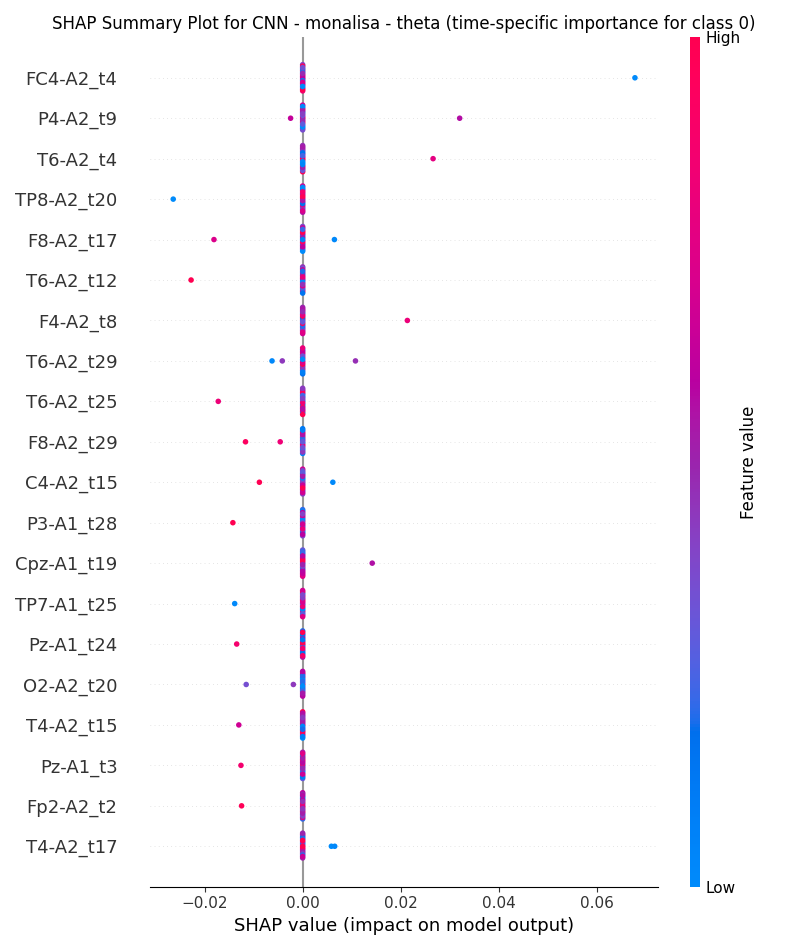 SHAP Summary Plot for CNN - monalisa - theta (time-specific importance for class 0)
High
FC4-A2_t4
P4-A2_t9
T6-A2_t4
TP8-A2_t20
F8-A2_t17
T6-A2_t12
F4-A2_t8
T6-A2_t29
T6-A2_t25
F8-A2_t29
C4-A2_t15
P3-A1_t28
Cpz-A1_t19
TP7-A1_t25
Pz-A1_t24
O2-A2_t20
T4-A2_t15
Pz-A1_t3
Fp2-A2_t2
T4-A2_t17
Feature value
Low
−0.02 0.00 0.02 0.04 0.06
SHAP value (impact on model output)